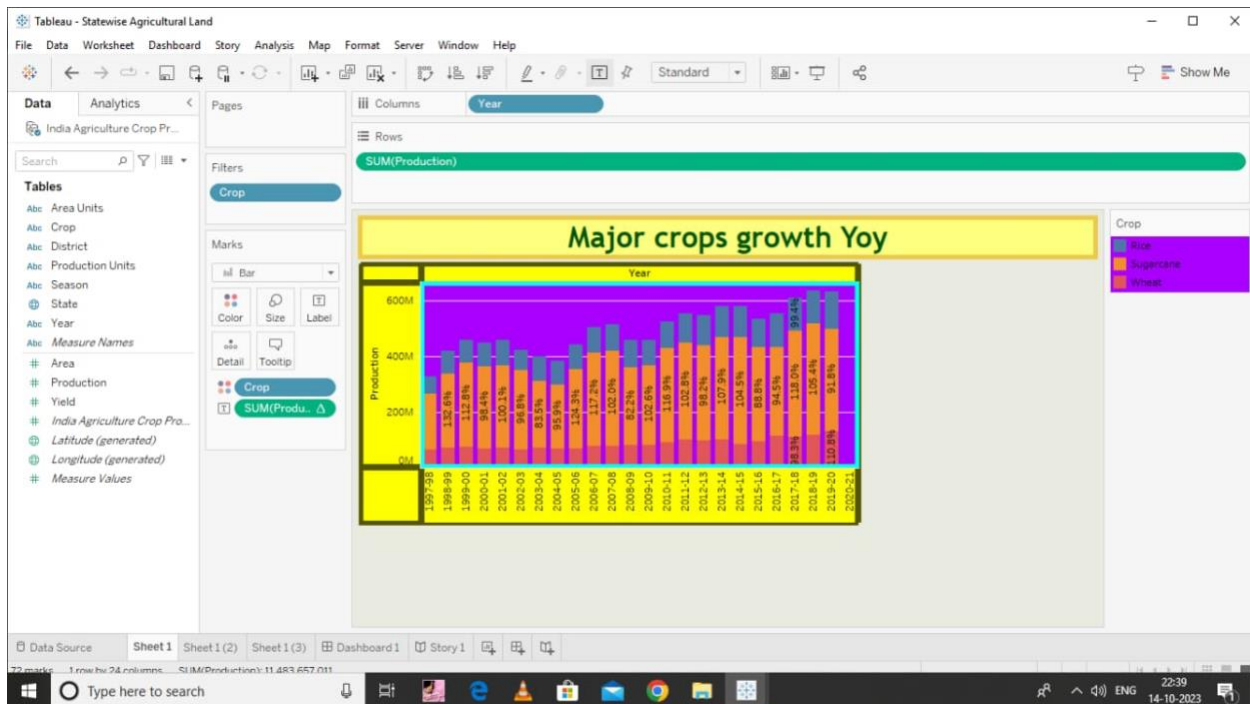 Tableau - Statewise Agricultural Land
File Data Worksheet Dashboard Story Analysis Map Format Server Window Help
Standard
Show Me
Data Analytics
India Agriculture Crop Pr...
Search
Tables
Abc Area Units
Abc Crop
Abc District
Abc Production Units
Abc Season
State
Abc Year
Abc Measure Names
# Area
# Production
# Yield
# India Agriculture Crop Pro...
Latitude (generated)
Longitude (generated)
# Measure Values
Pages
Filters
Crop
Marks
Bar
Color Size Label
Detail Tooltip
Crop
SUM(Produ.. Δ
Columns Year
Rows
SUM(Production)
Major crops growth Yoy
Year
Production
600M
400M
200M
0M
99.4%
132.6% 112.8% 98.4% 100.1% 96.8% 83.5% 95.9% 124.3% 117.2% 102.0% 82.2% 102.6% 116.9% 102.8% 98.2% 107.9% 104.5% 88.8% 94.5% 118.0% 105.4% 91.8%
98.3% 110.8%
1997-98 1998-99 1999-00 2000-01 2001-02 2002-03 2003-04 2004-05 2005-06 2006-07 2007-08 2008-09 2009-10 2010-11 2011-12 2012-13 2013-14 2014-15 2015-16 2016-17 2017-18 2018-19 2019-20 2020-21
Crop
Rice
Sugarcane
Wheat
Data Source Sheet 1 Sheet 1 (2) Sheet 1 (3) Dashboard 1 Story 1
72 marks 1 row by 24 columns SUM(Production): 11,483,657,011
Type here to search
ENG
22:39
14-10-2023